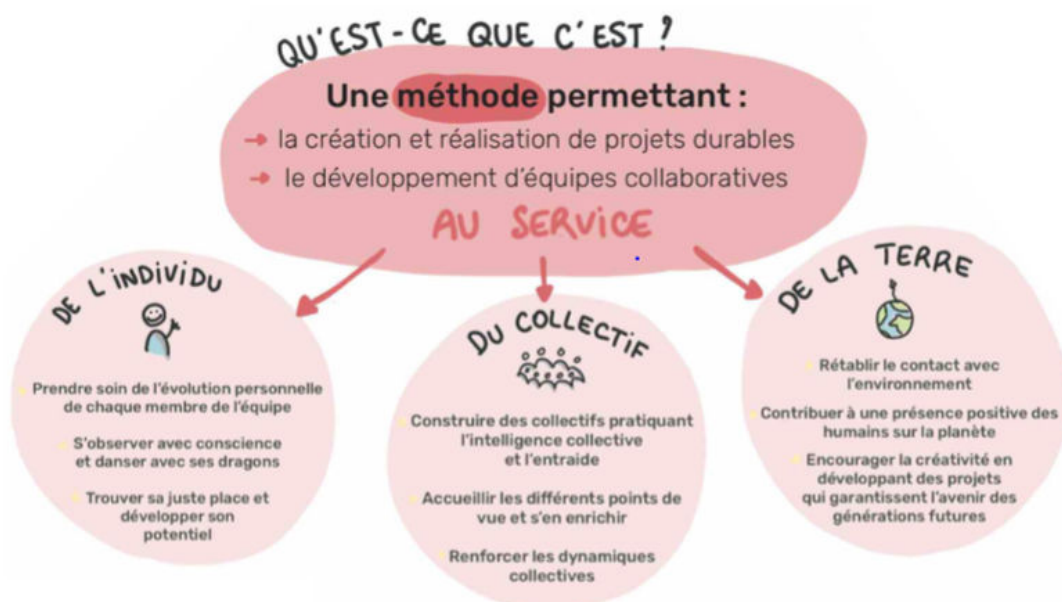 QU'EST-CE QUE C'EST ?
Une méthode permettant :
→ la création et réalisation de projets durables
→ le développement d'équipes collaboratives
AU SERVICE
DE L'INDIVIDU
Prendre soin de l'évolution personnelle
de chaque membre de l'équipe
S'observer avec conscience
et danser avec ses dragons
Trouver sa juste place et
développer son
potentiel
DU COLLECTIF
Construire des collectifs pratiquant
l'intelligence collective
et l'entraide
Accueillir les différents points de
vue et s'en enrichir
Renforcer les dynamiques
collectives
DE LA TERRE
Rétablir le contact avec
l'environnement
Contribuer à une présence positive des
humains sur la planète
Encourager la créativité en
développant des projets
qui garantissent l'avenir des
générations futures